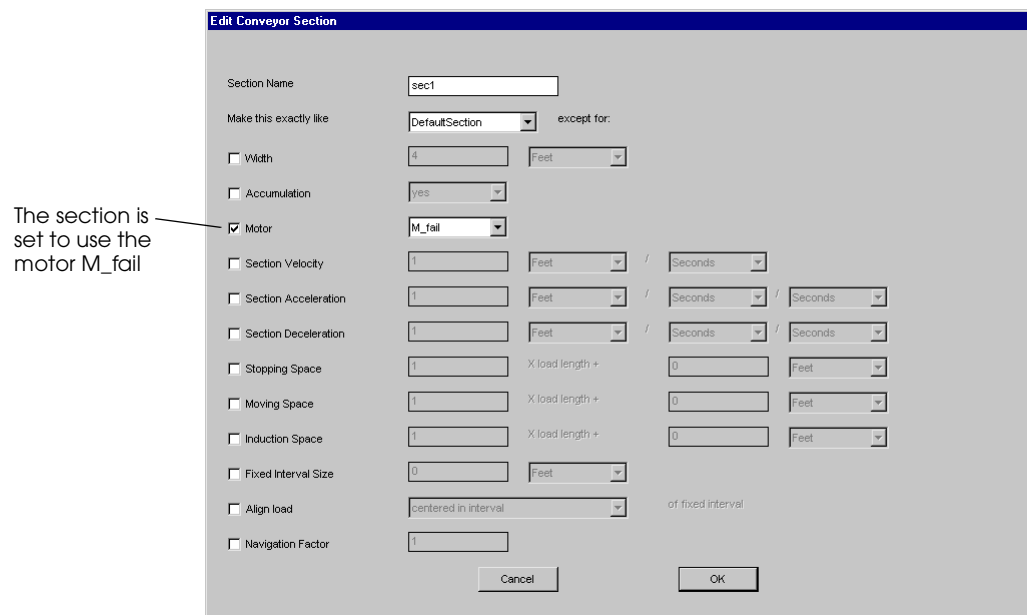 Edit Conveyor Section
Section Name sec1
Make this exactly like DefaultSection except for:
Width 4 Feet
Accumulation yes
The section is
set to use the
motor M_fail
Motor M_fail
Section Velocity 1 Feet / Seconds
Section Acceleration 1 Feet / Seconds / Seconds
Section Deceleration 1 Feet / Seconds / Seconds
Stopping Space 1 X load length + 0 Feet
Moving Space 1 X load length + 0 Feet
Induction Space 1 X load length + 0 Feet
Fixed Interval Size 0 Feet
Align load centered in interval of fixed interval
Navigation Factor 1
Cancel OK